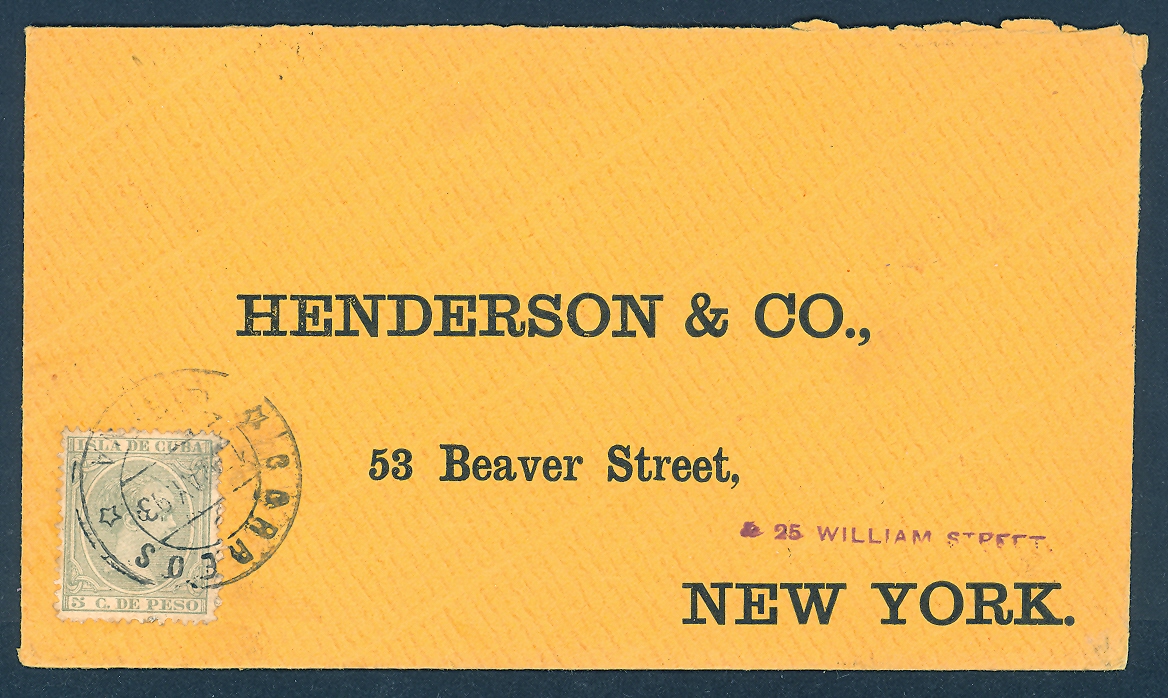 HENDERSON & CO.,
53 Beaver Street,
& 25 WILLIAM STREET
NEW YORK.
ISLA DE CUBA
5 C. DE PESO
CORREOS
93